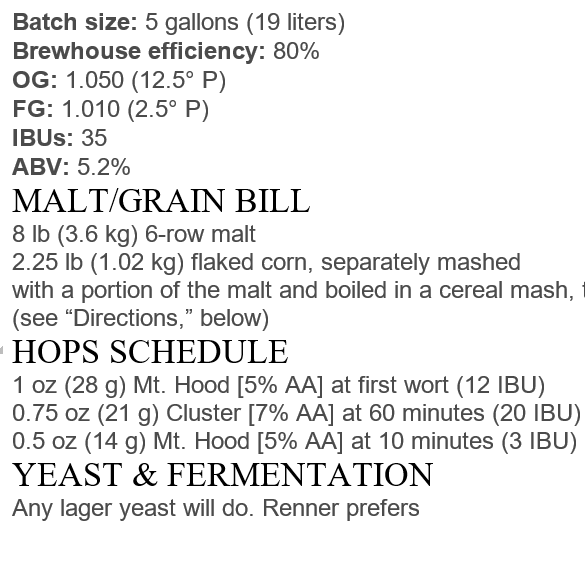 Batch size: 5 gallons (19 liters)
Brewhouse efficiency: 80%
OG: 1.050 (12.5° P)
FG: 1.010 (2.5° P)
IBUs: 35
ABV: 5.2%
MALT/GRAIN BILL
8 lb (3.6 kg) 6-row malt
2.25 lb (1.02 kg) flaked corn, separately mashed
with a portion of the malt and boiled in a cereal mash,
(see “Directions,” below)
HOPS SCHEDULE
1 oz (28 g) Mt. Hood [5% AA] at first wort (12 IBU)
0.75 oz (21 g) Cluster [7% AA] at 60 minutes (20 IBU)
0.5 oz (14 g) Mt. Hood [5% AA] at 10 minutes (3 IBU)
YEAST & FERMENTATION
Any lager yeast will do. Renner prefers